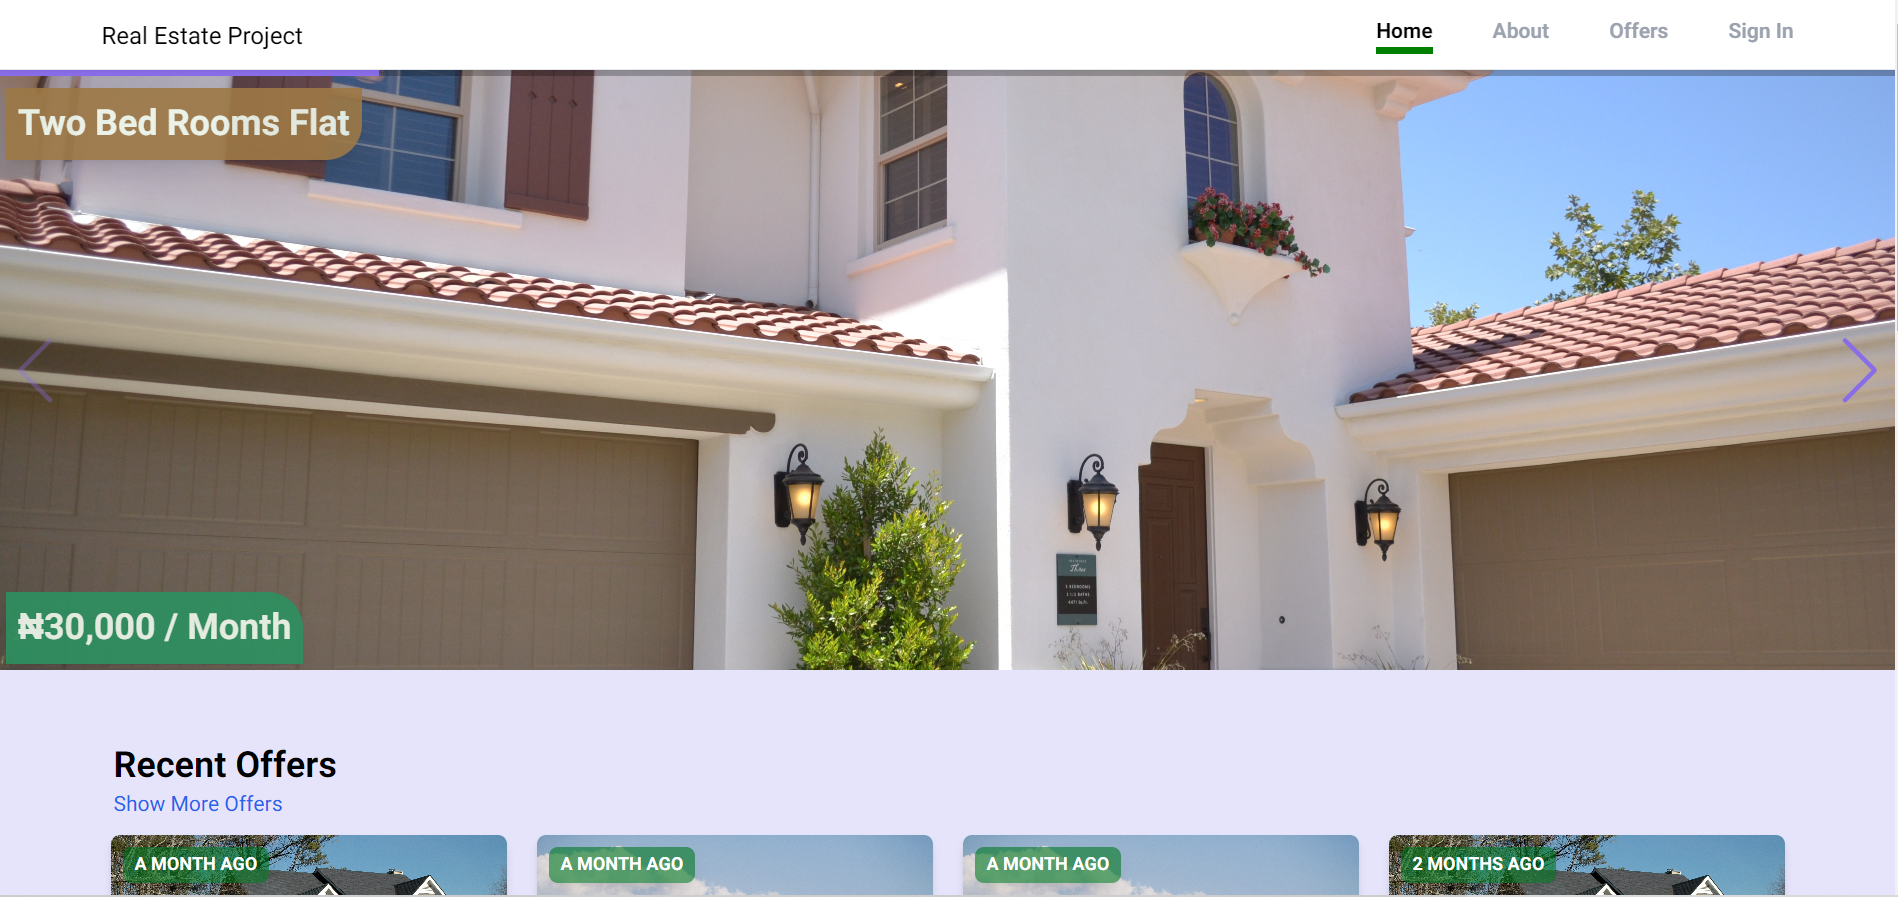 Real Estate Project
Home
About
Offers
Sign In
Two Bed Rooms Flat
₦30,000 / Month
Recent Offers
Show More Offers
A MONTH AGO
A MONTH AGO
A MONTH AGO
2 MONTHS AGO